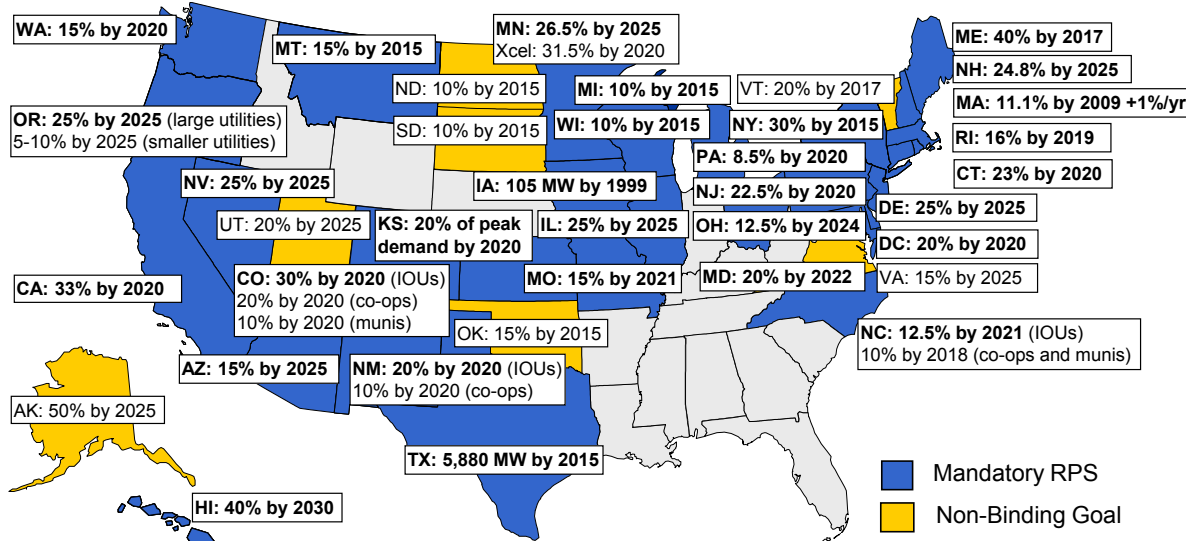 WA: 15% by 2020
MT: 15% by 2015
MN: 26.5% by 2025
Xcel: 31.5% by 2020
ME: 40% by 2017
NH: 24.8% by 2025
ND: 10% by 2015
MI: 10% by 2015
VT: 20% by 2017
MA: 11.1% by 2009 +1%/yr
OR: 25% by 2025 (large utilities)
5-10% by 2025 (smaller utilities)
SD: 10% by 2015
WI: 10% by 2015
NY: 30% by 2015
RI: 16% by 2019
PA: 8.5% by 2020
CT: 23% by 2020
NV: 25% by 2025
IA: 105 MW by 1999
NJ: 22.5% by 2020
DE: 25% by 2025
UT: 20% by 2025
KS: 20% of peak
demand by 2020
IL: 25% by 2025
OH: 12.5% by 2024
DC: 20% by 2020
CA: 33% by 2020
CO: 30% by 2020 (IOUs)
20% by 2020 (co-ops)
10% by 2020 (munis)
MO: 15% by 2021
MD: 20% by 2022
VA: 15% by 2025
OK: 15% by 2015
NC: 12.5% by 2021 (IOUs)
10% by 2018 (co-ops and munis)
AZ: 15% by 2025
NM: 20% by 2020 (IOUs)
10% by 2020 (co-ops)
AK: 50% by 2025
TX: 5,880 MW by 2015
HI: 40% by 2030
Mandatory RPS
Non-Binding Goal